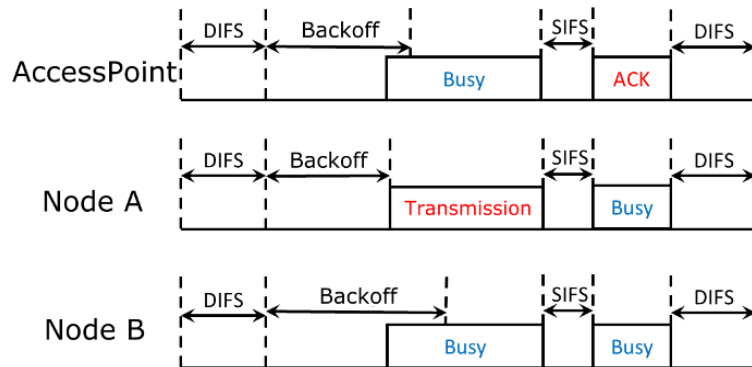 DIFS Backoff SIFS DIFS
AccessPoint Busy ACK
DIFS Backoff SIFS DIFS
Node A Transmission Busy
DIFS Backoff SIFS DIFS
Node B Busy Busy